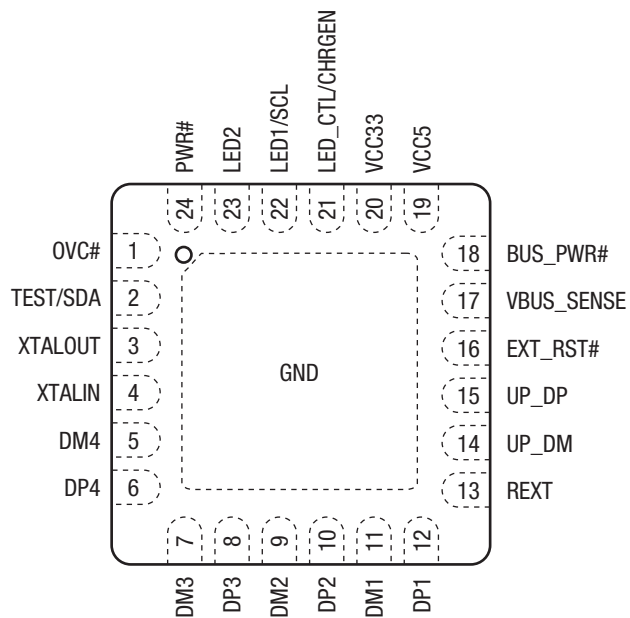 PWR#
LED2
LED1/SCL
LED_CTL/CHRGEN
VCC33
VCC5
24
23
22
21
20
19
OVC# 1
TEST/SDA 2
XTALOUT 3
XTALIN 4
DM4 5
DP4 6
GND
18 BUS_PWR#
17 VBUS_SENSE
16 EXT_RST#
15 UP_DP
14 UP_DM
13 REXT
7
8
9
10
11
12
DM3
DP3
DM2
DP2
DM1
DP1